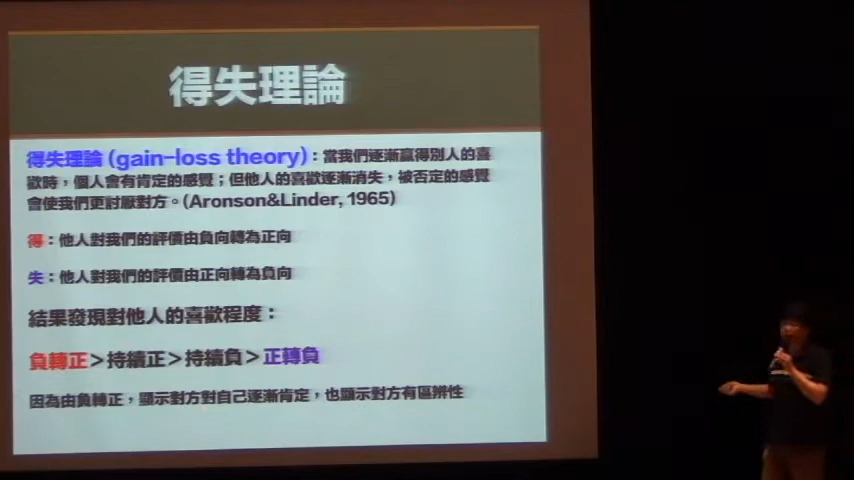 得失理論
得失理論(gain-loss theory)：當我們逐漸贏得別人的喜
歡時，個人會有肯定的感覺；但他人的喜歡逐漸消失，被否定的感覺
會使我們更討厭對方。(Aronson&Linder, 1965)
得：他人對我們的評價由負向轉為正向
失：他人對我們的評價由正向轉為負向
結果發現對他人的喜歡程度：
負轉正>持續正>持續負>正轉負
因為由負轉正，顯示對方對自己逐漸肯定，也顯示對方有區辨性